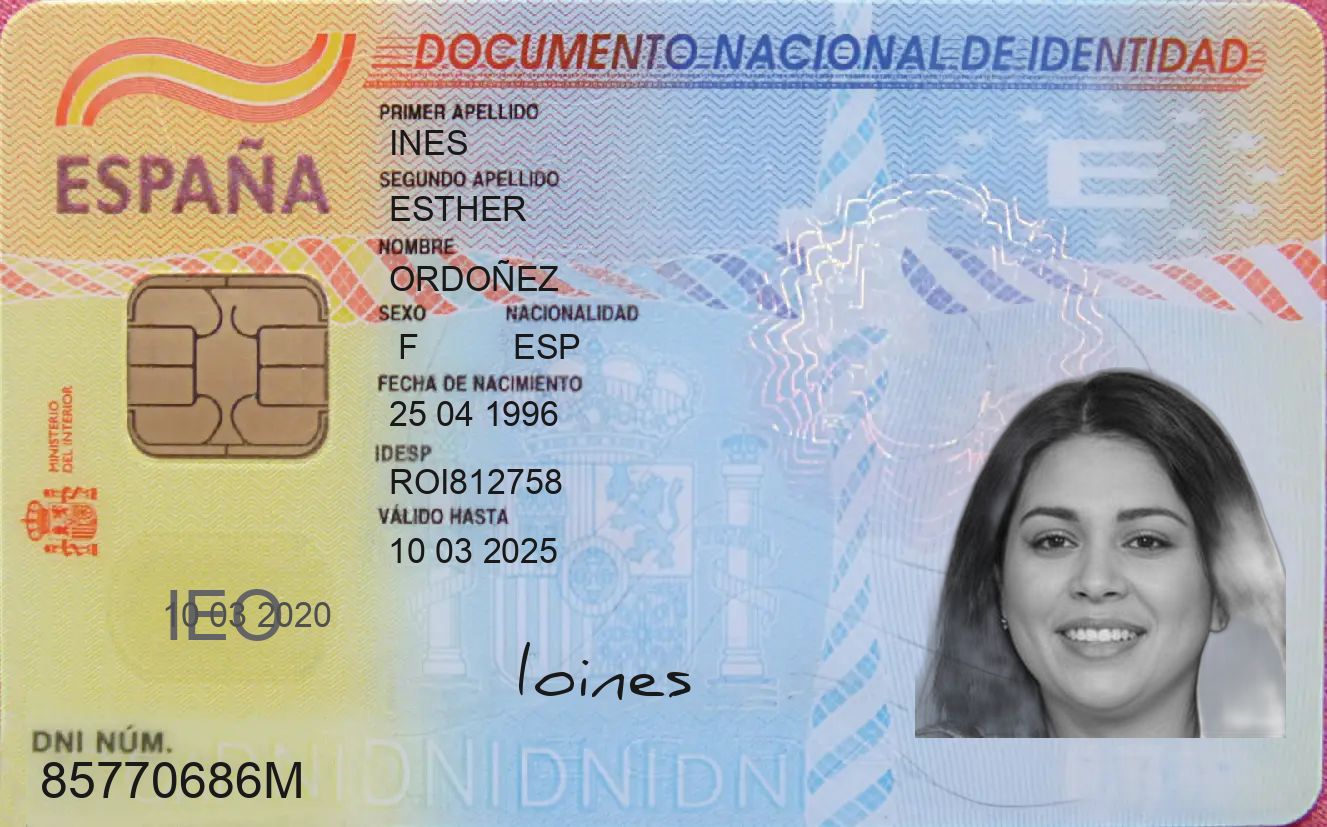 DOCUMENTO NACIONAL DE IDENTIDAD
ESPAÑA
PRIMER APELLIDO
INES
SEGUNDO APELLIDO
ESTHER
NOMBRE
ORDOÑEZ
SEXO NACIONALIDAD
F ESP
FECHA DE NACIMIENTO
25 04 1996
IDESP
ROI812758
VÁLIDO HASTA
10 03 2025
MINISTERIO
DEL INTERIOR
E
IEO
10 03 2020
loines
DNI NÚM.
85770686M
DNIDNIDNIDNI